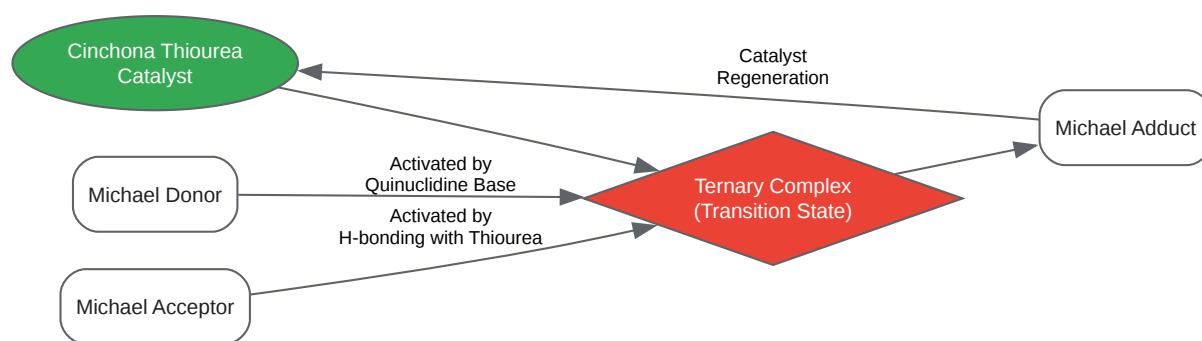 Cinchona Thiourea
Catalyst
Catalyst
Regeneration
Michael Adduct
Michael Donor
Activated by
Quinuclidine Base
Ternary Complex
(Transition State)
Activated by
H-bonding with Thiourea
Michael Acceptor